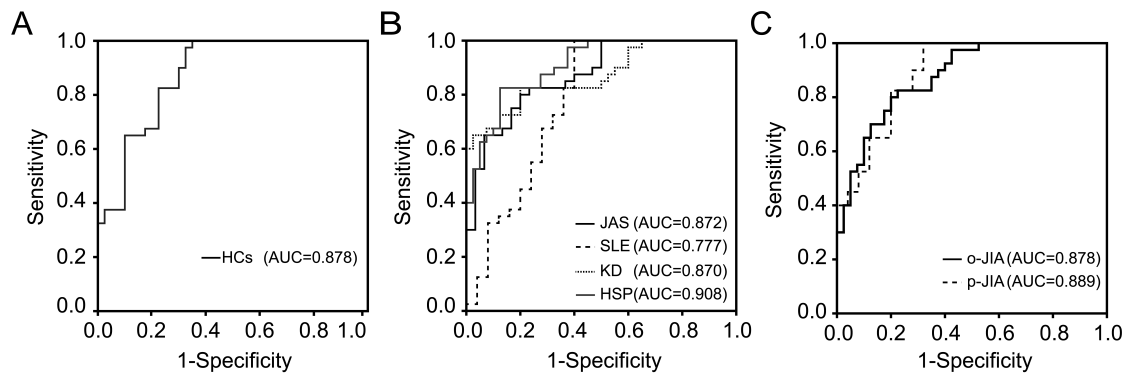 A
Sensitivity
1.0
0.8
0.6
0.4
0.2
0.0
HCs (AUC=0.878)
0.0 0.2 0.4 0.6 0.8 1.0
1-Specificity
B
Sensitivity
1.0
0.8
0.6
0.4
0.2
0.0
JAS (AUC=0.872)
SLE (AUC=0.777)
KD (AUC=0.870)
HSP(AUC=0.908)
0.0 0.2 0.4 0.6 0.8 1.0
1-Specificity
C
Sensitivity
1.0
0.8
0.6
0.4
0.2
o-JIA (AUC=0.878)
p-JIA (AUC=0.889)
0.0 0.2 0.4 0.6 0.8 1.0
1-Specificity